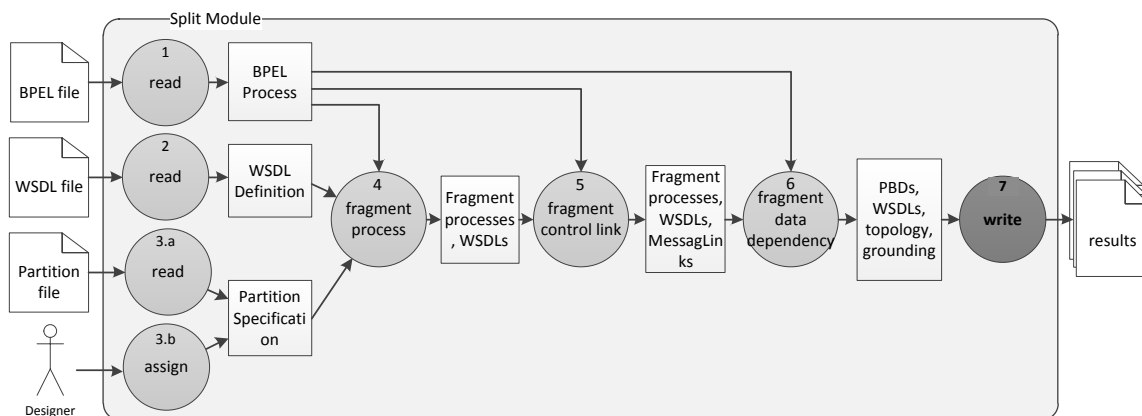 Split Module
BPEL file
1
read
BPEL
Process
WSDL file
2
read
WSDL
Definition
Partition
file
3.a
read
Partition
Specificati
on
Designer
3.b
assign
4
fragment
process
Fragment
processes
, WSDLs
5
fragment
control link
Fragment
processes,
WSDLs,
MessagLi
nks
6
fragment
data
dependency
PBDs,
WSDLs,
topology,
grounding
7
write
results